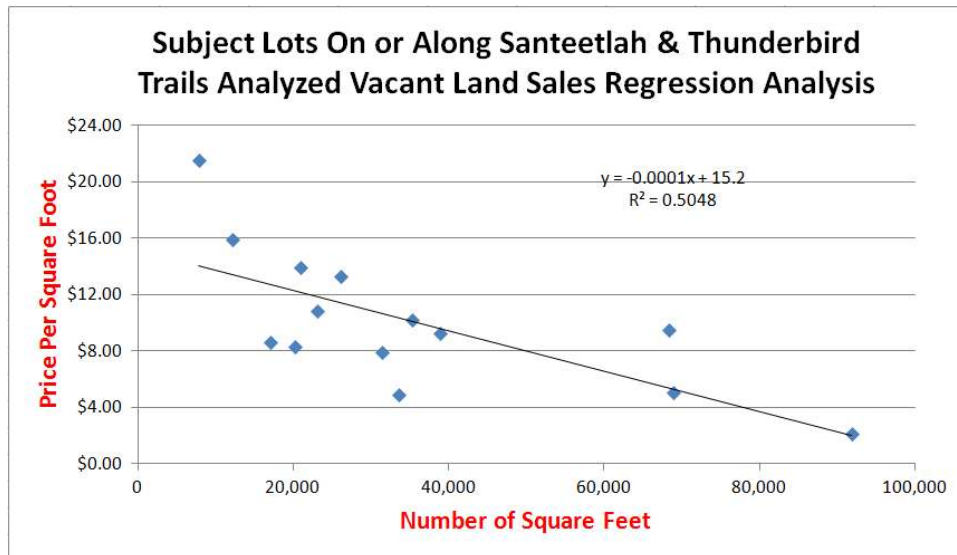 Subject Lots On or Along Santeetlah & Thunderbird
Trails Analyzed Vacant Land Sales Regression Analysis
$24.00
$20.00
$16.00
$12.00
$8.00
$4.00
$0.00
Price Per Square Foot
y = -0.0001x + 15.2
R² = 0.5048
0
20,000
40,000
60,000
80,000
100,000
Number of Square Feet